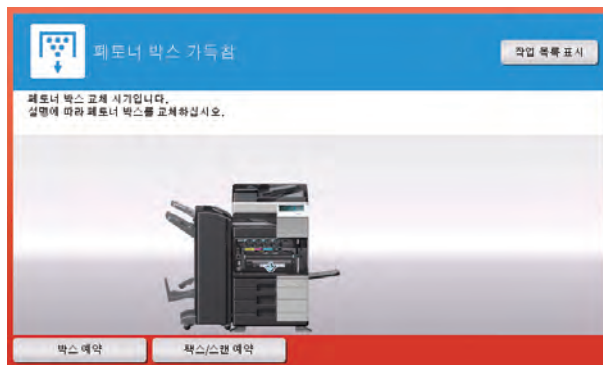 폐토너 박스 가득참
작업 목록 표시
폐토너 박스 교체 시기입니다.
설명에 따라 폐토너 박스를 교체하십시오.
박스 예약
팩스/스캔 예약